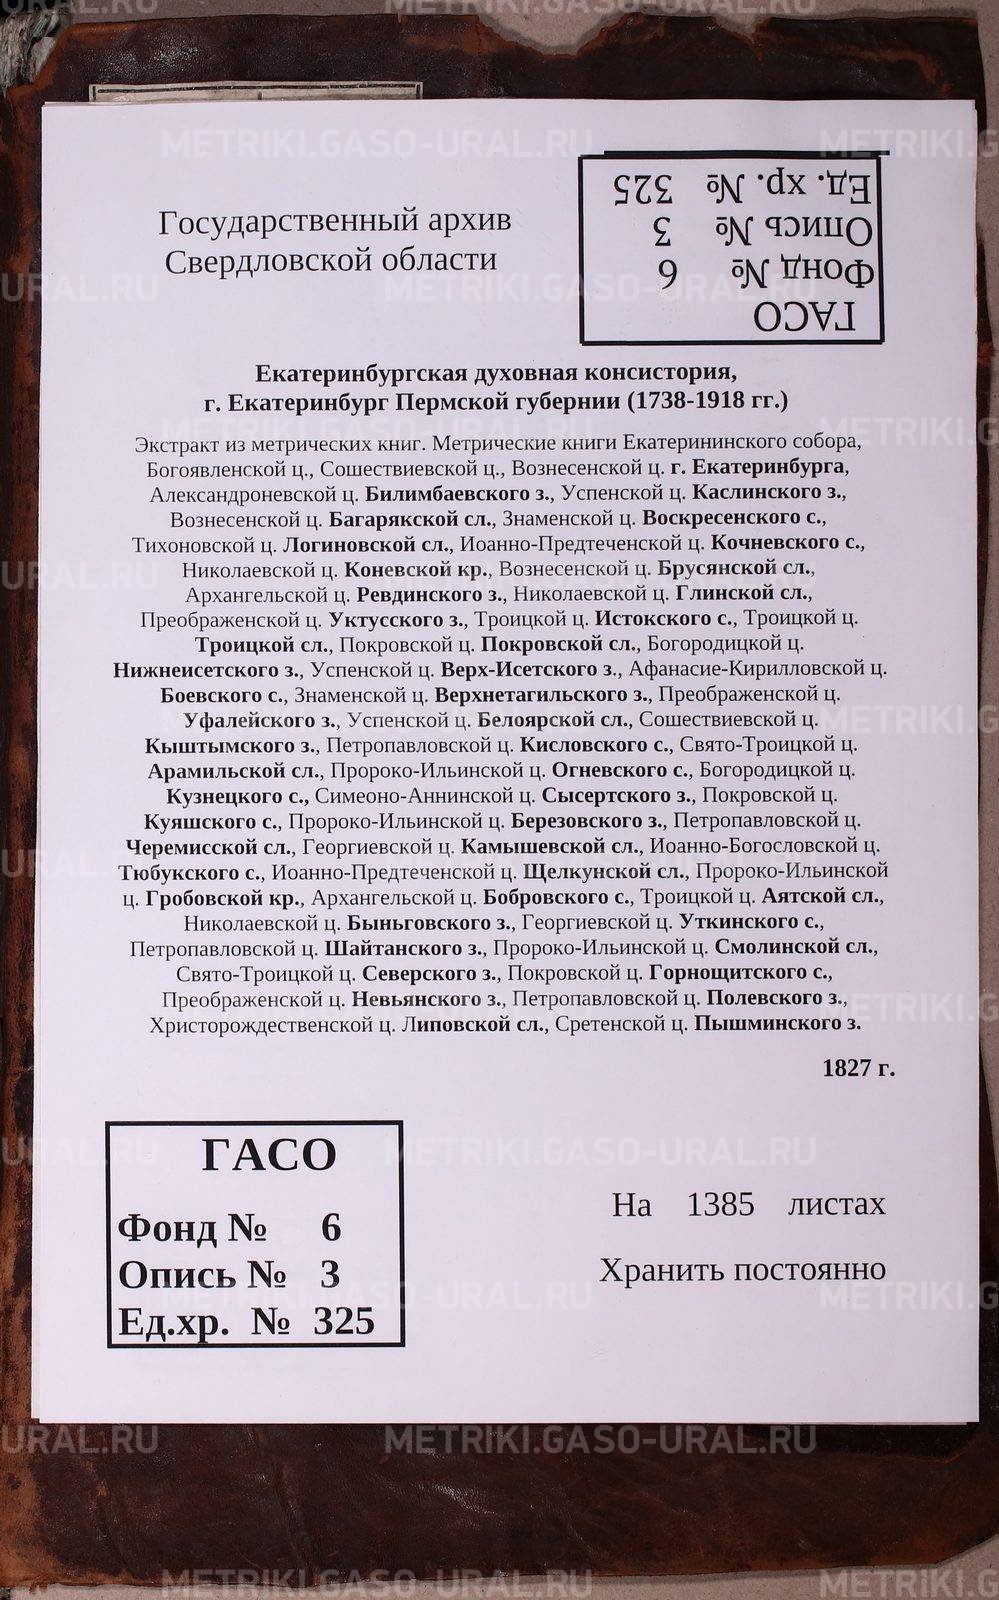 Государственный архив
Свердловской области
ГАСО
Фонд № 6
Опись № 3
Ед. хр. № 325
Екатеринбургская духовная консистория,
г. Екатеринбург Пермской губернии (1738-1918 гг.)
Экстракт из метрических книг. Метрические книги Екатерининского собора,
Богоявленской ц., Сошествиевской ц., Вознесенской ц. г. Екатеринбурга,
Александроневской ц. Билимбаевского з., Успенской ц. Каслинского з.,
Вознесенской ц. Багарякской сл., Знаменской ц. Воскресенского с.,
Тихоновской ц. Логиновской сл., Иоанно-Предтеченской ц. Кочневского с.,
Николаевской ц. Коневской кр., Вознесенской ц. Брусянской сл.,
Архангельской ц. Ревдинского з., Николаевской ц. Глинской сл.,
Преображенской ц. Уктусского з., Троицкой ц. Истокского с., Троицкой ц.
Троицкой сл., Покровской ц. Покровской сл., Богородицкой ц.
Нижнеисетского з., Успенской ц. Верх-Исетского з., Афанасие-Кирилловской ц.
Боевского с., Знаменской ц. Верхнетагильского з., Преображенской ц.
Уфалейского з., Успенской ц. Белоярской сл., Сошествиевской ц.
Кыштымского з., Петропавловской ц. Кисловского с., Свято-Троицкой ц.
Арамильской сл., Пророко-Ильинской ц. Огневского с., Богородицкой ц.
Кузнецкого с., Симеоно-Аннинской ц. Сысертского з., Покровской ц.
Куяшского с., Пророко-Ильинской ц. Березовского з., Петропавловской ц.
Черемисской сл., Георгиевской ц. Камышевской сл., Иоанно-Богословской ц.
Тюбукского с., Иоанно-Предтеченской ц. Щелкунской сл., Пророко-Ильинской
ц. Гробовской кр., Архангельской ц. Бобровского с., Троицкой ц. Аятской сл.,
Николаевской ц. Быньговского з., Георгиевской ц. Уткинского с.,
Петропавловской ц. Шайтанского з., Пророко-Ильинской ц. Смолинской сл.,
Свято-Троицкой ц. Северского з., Покровской ц. Горнощитского с.,
Преображенской ц. Невьянского з., Петропавловской ц. Полевского з.,
Христорождественской ц. Липовской сл., Сретенской ц. Пышминского з.
1827 г.
ГАСО
Фонд № 6
Опись № 3
Ед.хр. № 325
На 1385 листах
Хранить постоянно
METRIKI.GASO-URAL.RU